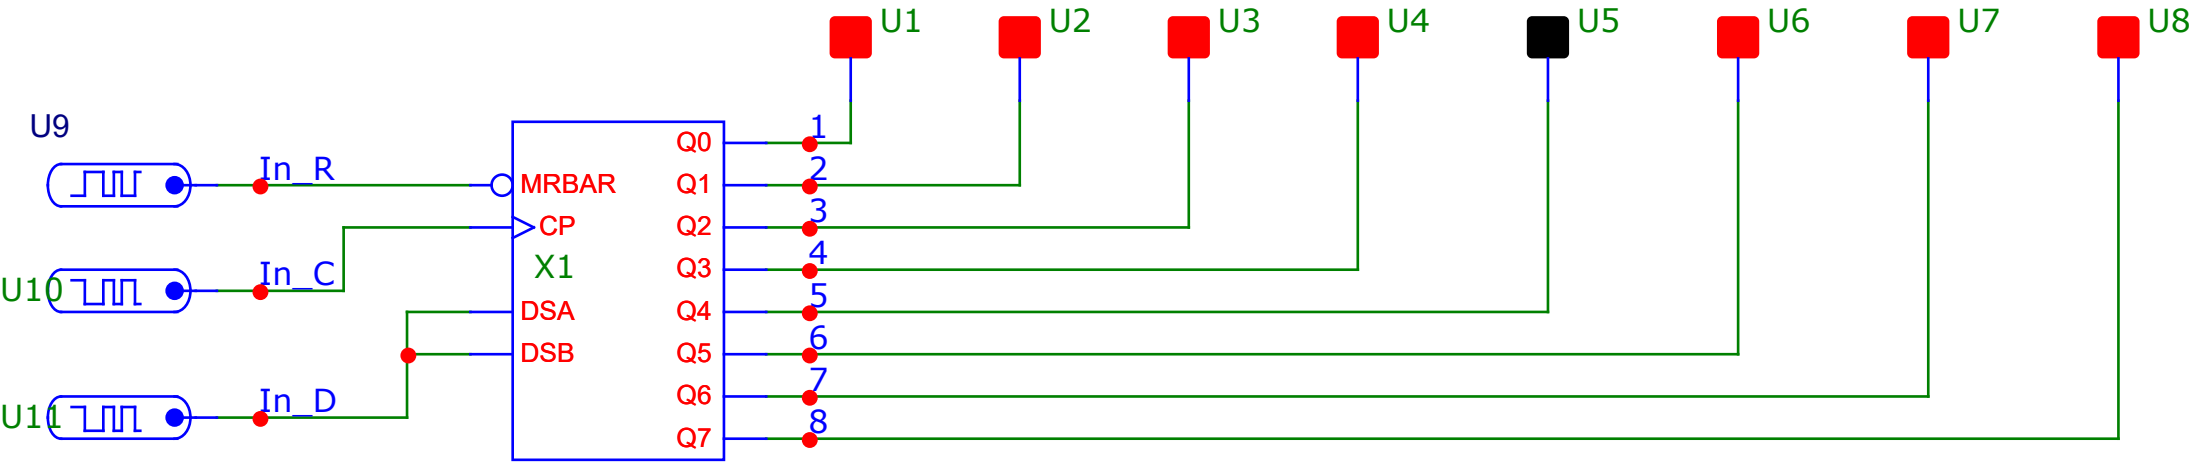 U1 U2 U3 U4 U5 U6 U7 U8
U9
In_R
MRBAR
Q0
1
Q1
2
CP
Q2
3
U10
In_C
X1
Q3
4
DSA
Q4
5
DSB
Q5
6
U11
In_D
Q6
7
Q7
8